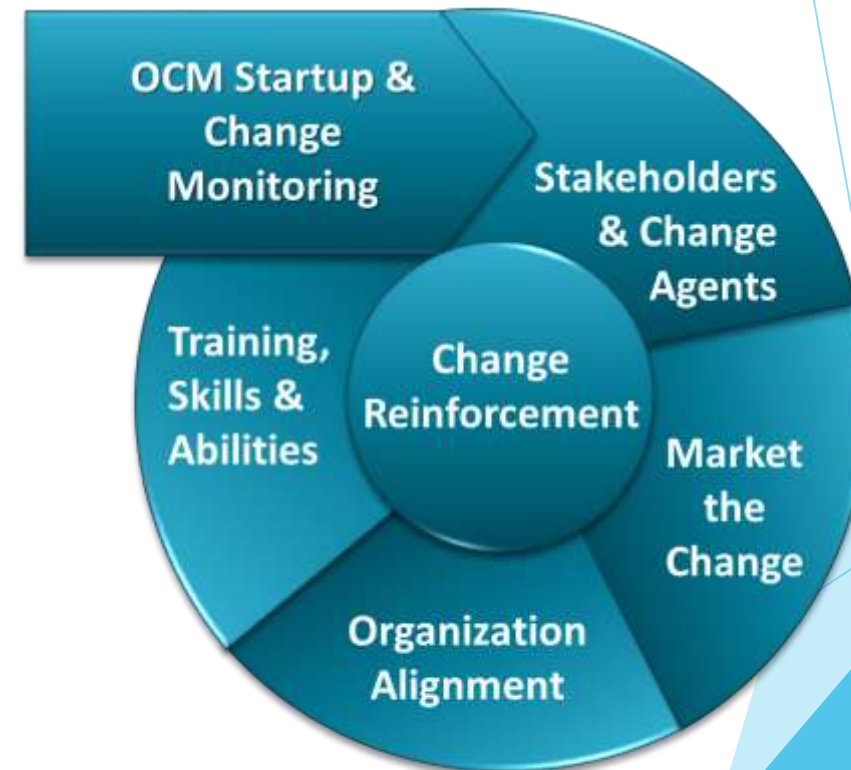 OCM Startup &
Change
Monitoring
Stakeholders
& Change
Agents
Market
the
Change
Organization
Alignment
Training,
Skills &
Abilities
Change
Reinforcement